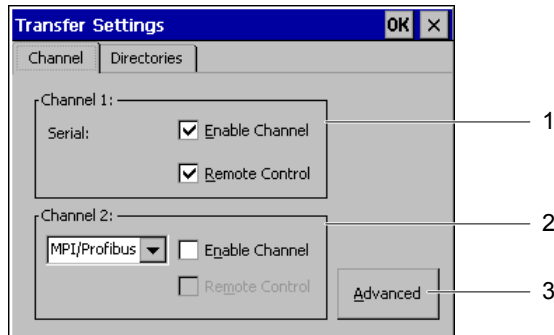 Transfer Settings OK ×
Channel Directories
Channel 1:
Serial: Enable Channel
Remote Control
1
Channel 2:
MPI/Profibus Enable Channel
Remote Control
2
Advanced
3